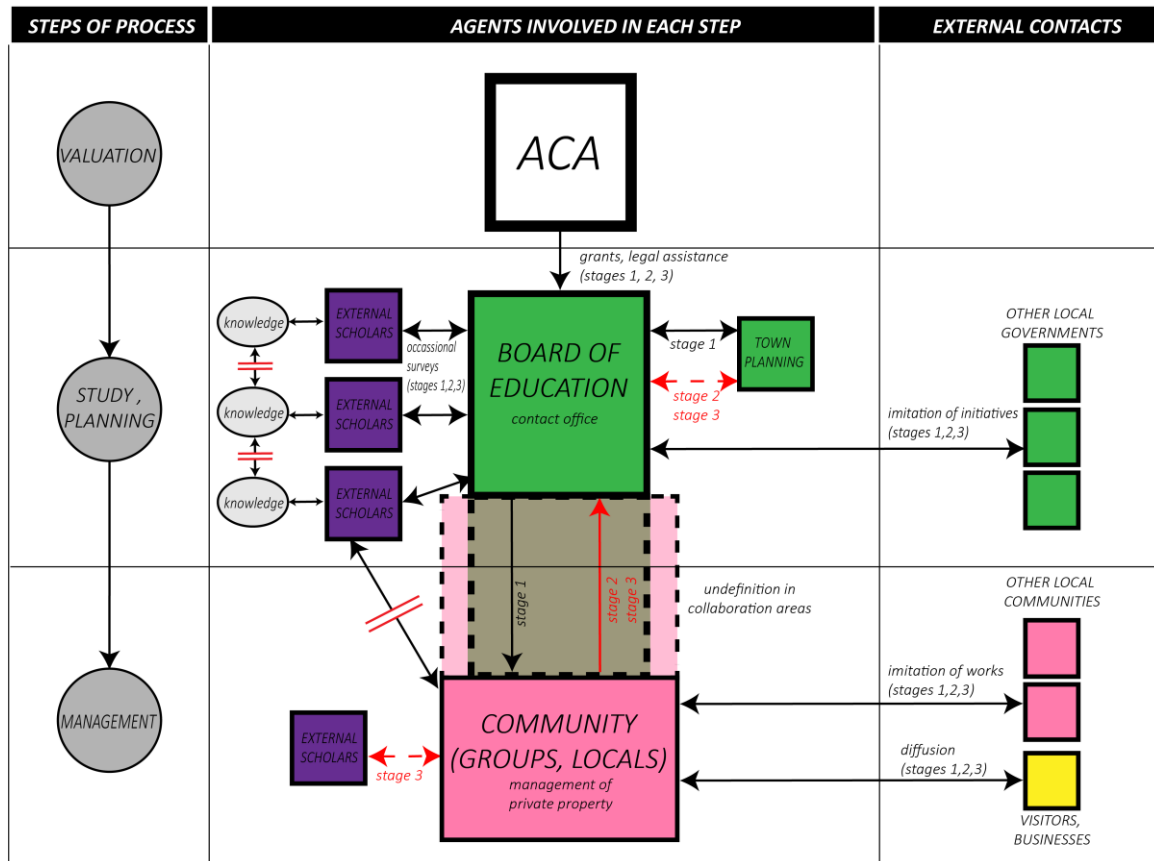 STEPS OF PROCESS
AGENTS INVOLVED IN EACH STEP
EXTERNAL CONTACTS
VALUATION
ACA
grants, legal assistance
(stages 1, 2, 3)
knowledge
EXTERNAL
SCHOLARS
occassional
surveys
(stages 1,2,3)
BOARD OF
EDUCATION
contact office
stage 1
TOWN
PLANNING
stage 2
stage 3
OTHER LOCAL
GOVERNMENTS
STUDY ,
PLANNING
knowledge
EXTERNAL
SCHOLARS
imitation of initiatives
(stages 1,2,3)
knowledge
EXTERNAL
SCHOLARS
stage 1
stage 2
stage 3
undefinition in
collaboration areas
OTHER LOCAL
COMMUNITIES
MANAGEMENT
EXTERNAL
SCHOLARS
stage 3
COMMUNITY
(GROUPS, LOCALS)
management of
private property
imitation of works
(stages 1,2,3)
diffusion
(stages 1,2,3)
VISITORS,
BUSINESSES